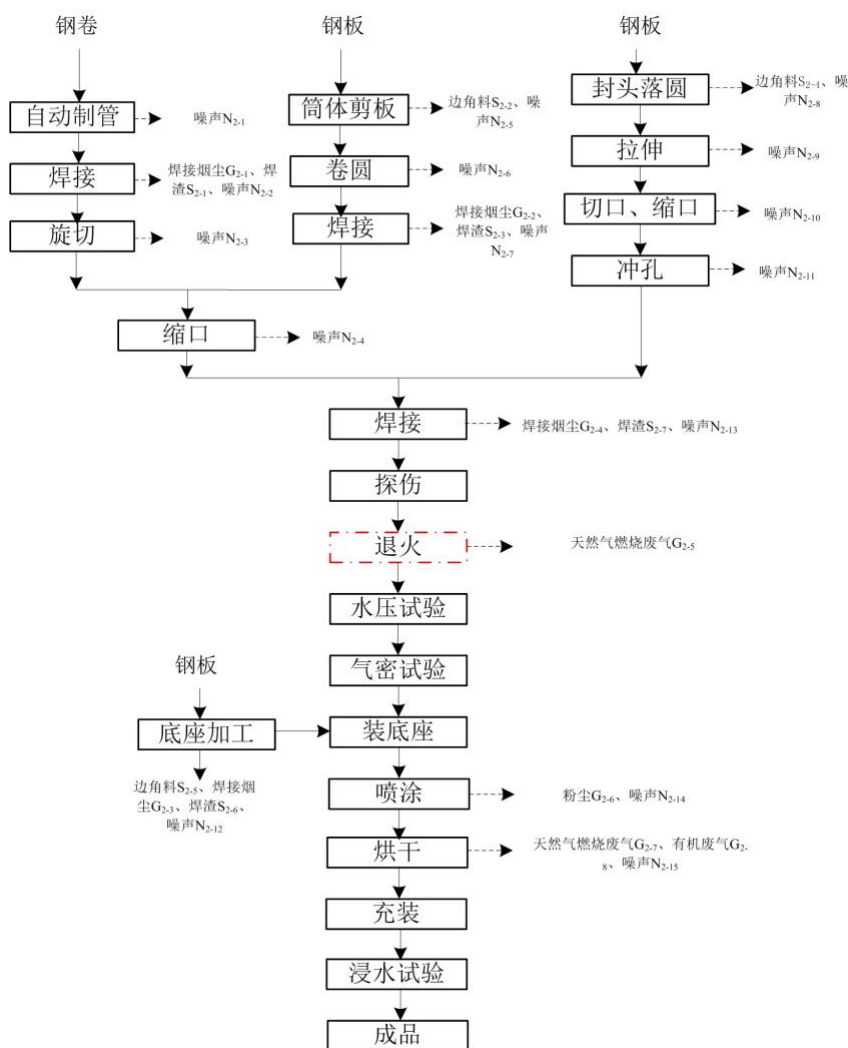 钢卷
钢板
钢板
自动制管
噪声N2-1
筒体剪板
边角料S2-2、噪
声N2-5
封头落圆
边角料S2-4、噪
声N2-8
焊接
焊接烟尘G2-1、焊
渣S2-1、噪声N2-2
卷圆
噪声N2-6
拉伸
噪声N2-9
旋切
噪声N2-3
焊接
焊接烟尘G2-2、
焊渣S2-3、噪声
N2-7
切口、缩口
噪声N2-10
冲孔
噪声N2-11
缩口
噪声N2-4
焊接
焊接烟尘G2-4、焊渣S2-7、噪声N2-13
探伤
退火
天然气燃烧废气G2-5
水压试验
气密试验
钢板
底座加工
装底座
边角料S2-5、焊接烟
尘G2-3、焊渣S2-6、
噪声N2-12
喷涂
粉尘G2-6、噪声N2-14
烘干
天然气燃烧废气G2-7、有机废气G2-
8、噪声N2-15
充装
浸水试验
成品